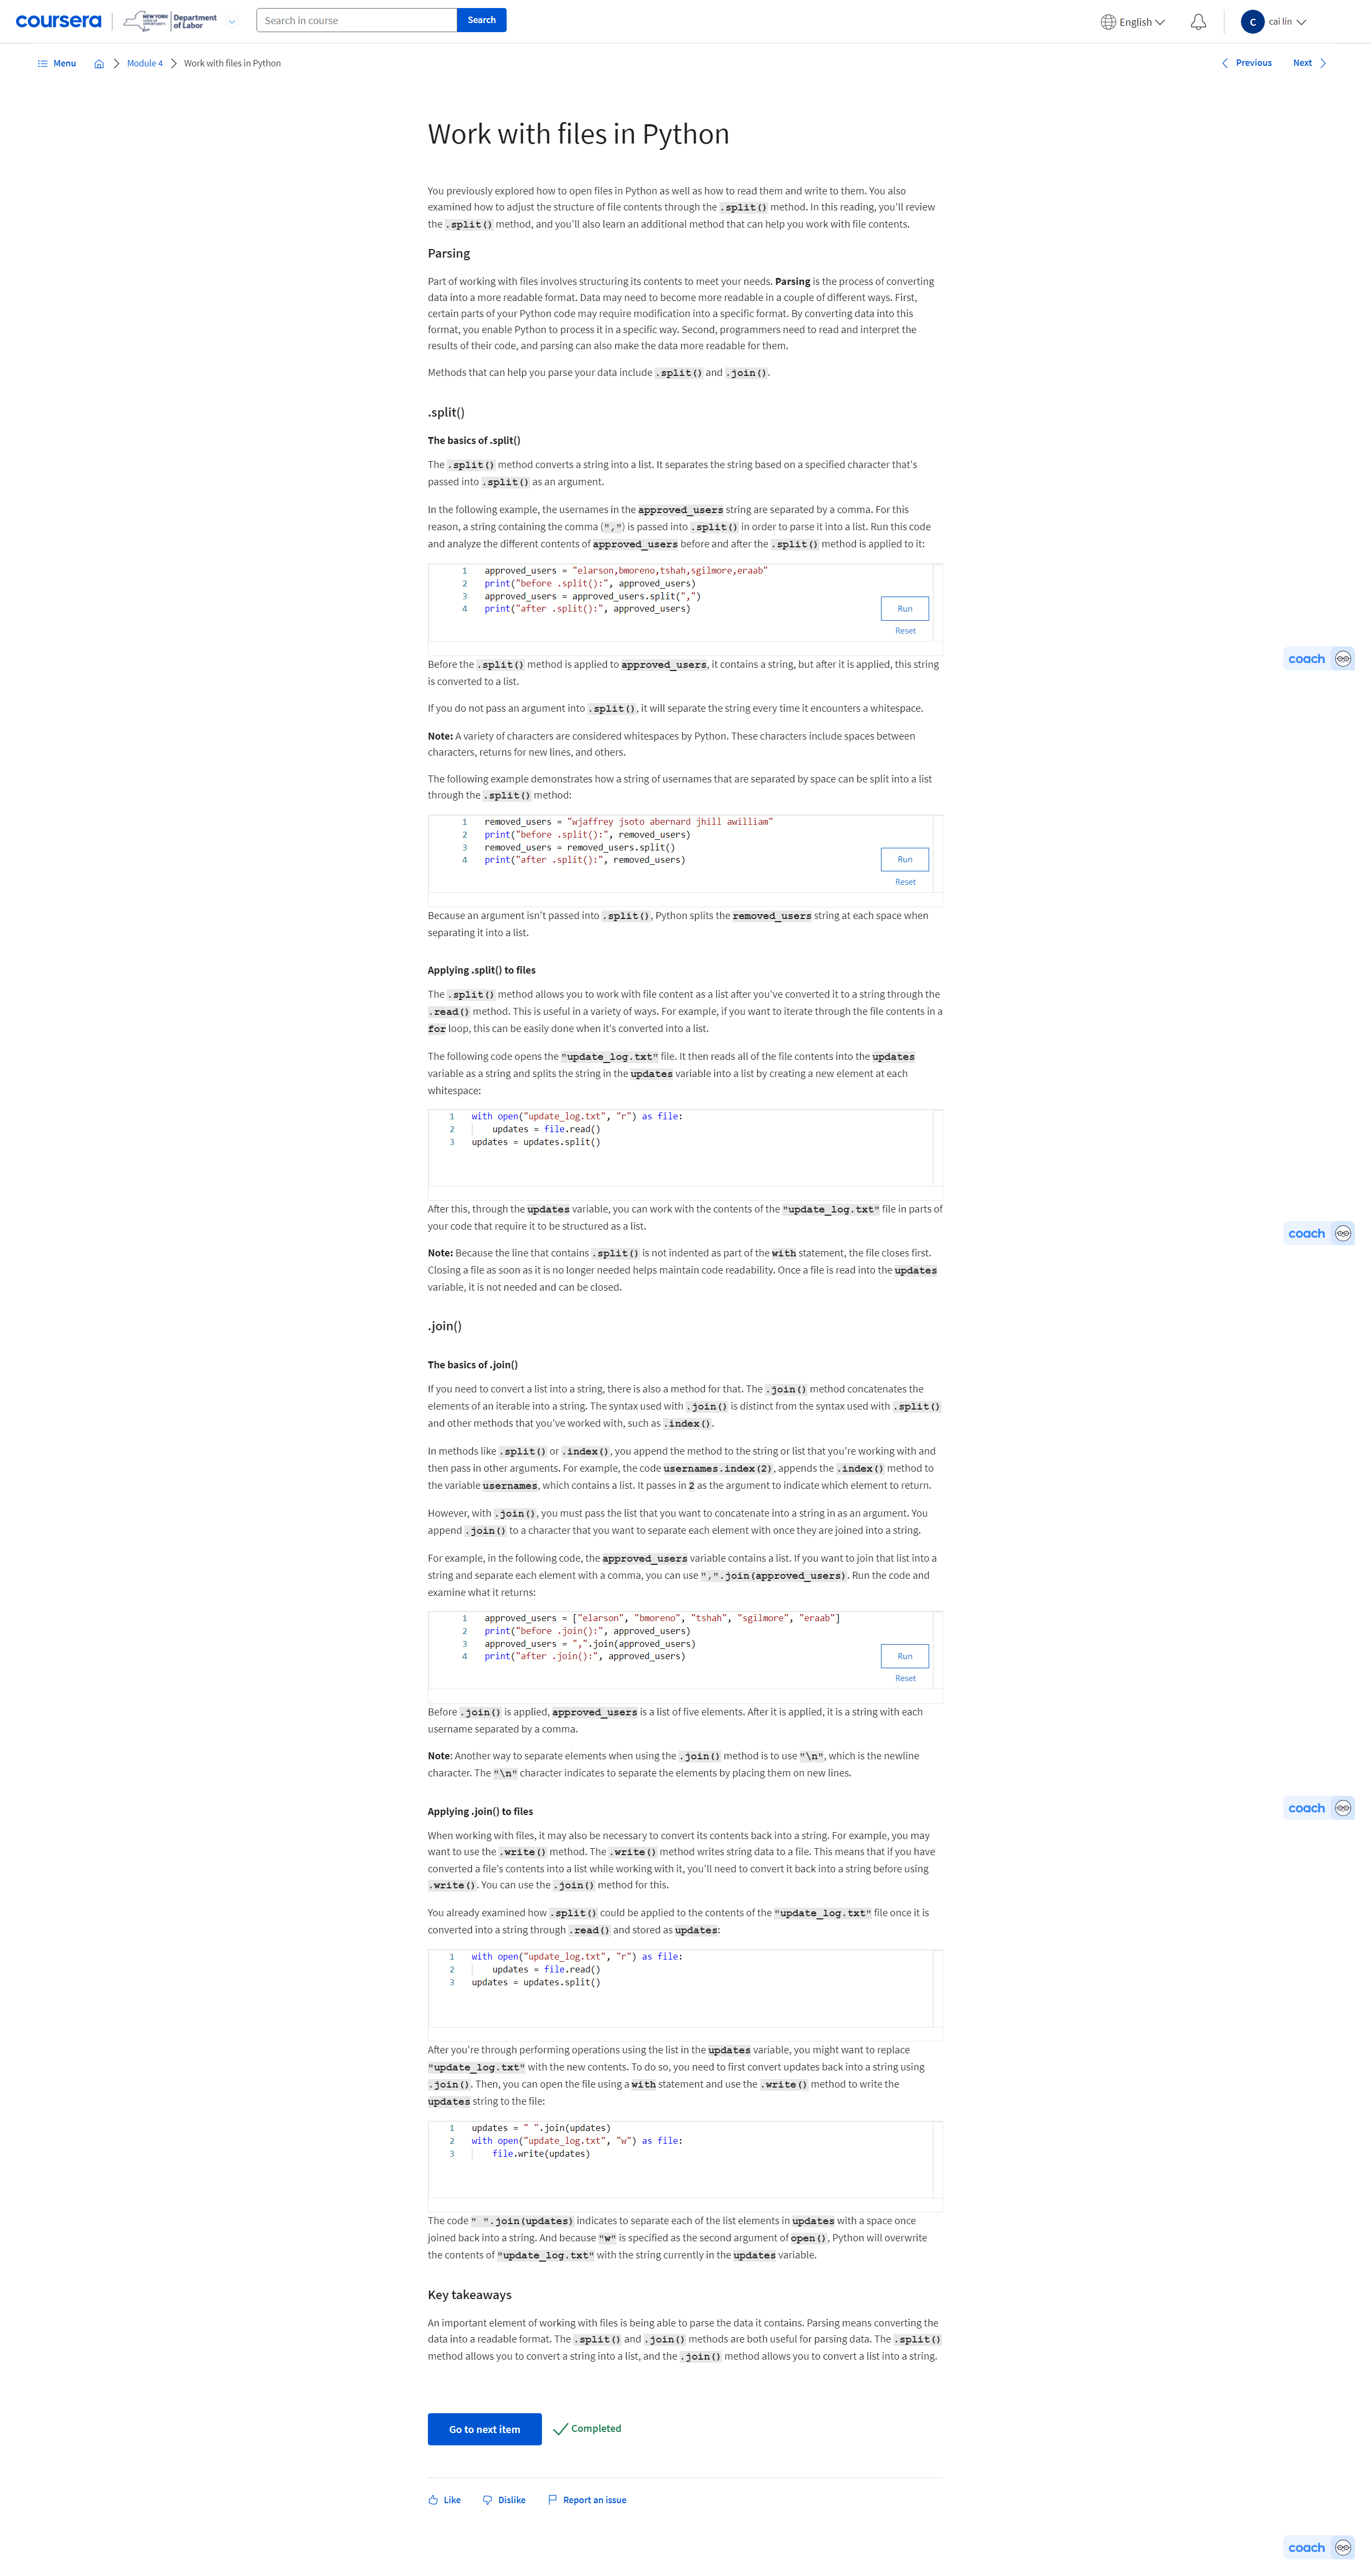 coursera
NEW YORK STATE OF OPPORTUNITY
Department of Labor
Search in course
Search
English
C
cai lin
Menu
Module 4
Work with files in Python
Previous
Next
Work with files in Python
You previously explored how to open files in Python as well as how to read them and write to them. You also
examined how to adjust the structure of file contents through the .split() method. In this reading, you'll review
the .split() method, and you'll also learn an additional method that can help you work with file contents.
Parsing
Part of working with files involves structuring its contents to meet your needs. Parsing is the process of converting
data into a more readable format. Data may need to become more readable in a couple of different ways. First,
certain parts of your Python code may require modification into a specific format. By converting data into this
format, you enable Python to process it in a specific way. Second, programmers need to read and interpret the
results of their code, and parsing can also make the data more readable for them.
Methods that can help you parse your data include .split() and .join().
.split()
The basics of .split()
The .split() method converts a string into a list. It separates the string based on a specified character that's
passed into .split() as an argument.
In the following example, the usernames in the approved_users string are separated by a comma. For this
reason, a string containing the comma (",") is passed into .split() in order to parse it into a list. Run this code
and analyze the different contents of approved_users before and after the .split() method is applied to it:
1 approved_users = "elarson,bmoreno,tshah,sgilmore,eraab"
2 print("before .split():", approved_users)
3 approved_users = approved_users.split(",")
4 print("after .split():", approved_users)
Run
Reset
Before the .split() method is applied to approved_users, it contains a string, but after it is applied, this string
is converted to a list.
coach
If you do not pass an argument into .split(), it will separate the string every time it encounters a whitespace.
Note: A variety of characters are considered whitespaces by Python. These characters include spaces between
characters, returns for new lines, and others.
The following example demonstrates how a string of usernames that are separated by space can be split into a list
through the .split() method:
1 removed_users = "wjaffrey jsoto abernard jhill awilliam"
2 print("before .split():", removed_users)
3 removed_users = removed_users.split()
4 print("after .split():", removed_users)
Run
Reset
Because an argument isn't passed into .split(), Python splits the removed_users string at each space when
separating it into a list.
Applying .split() to files
The .split() method allows you to work with file content as a list after you've converted it to a string through the
.read() method. This is useful in a variety of ways. For example, if you want to iterate through the file contents in a
for loop, this can be easily done when it's converted into a list.
The following code opens the "update_log.txt" file. It then reads all of the file contents into the updates
variable as a string and splits the string in the updates variable into a list by creating a new element at each
whitespace:
1 with open("update_log.txt", "r") as file:
2     updates = file.read()
3 updates = updates.split()
After this, through the updates variable, you can work with the contents of the "update_log.txt" file in parts of
your code that require it to be structured as a list.
coach
Note: Because the line that contains .split() is not indented as part of the with statement, the file closes first.
Closing a file as soon as it is no longer needed helps maintain code readability. Once a file is read into the updates
variable, it is not needed and can be closed.
.join()
The basics of .join()
If you need to convert a list into a string, there is also a method for that. The .join() method concatenates the
elements of an iterable into a string. The syntax used with .join() is distinct from the syntax used with .split()
and other methods that you've worked with, such as .index().
In methods like .split() or .index(), you append the method to the string or list that you're working with and
then pass in other arguments. For example, the code usernames.index(2), appends the .index() method to
the variable usernames, which contains a list. It passes in 2 as the argument to indicate which element to return.
However, with .join(), you must pass the list that you want to concatenate into a string in as an argument. You
append .join() to a character that you want to separate each element with once they are joined into a string.
For example, in the following code, the approved_users variable contains a list. If you want to join that list into a
string and separate each element with a comma, you can use ",".join(approved_users). Run the code and
examine what it returns:
1 approved_users = ["elarson", "bmoreno", "tshah", "sgilmore", "eraab"]
2 print("before .join():", approved_users)
3 approved_users = ",".join(approved_users)
4 print("after .join():", approved_users)
Run
Reset
Before .join() is applied, approved_users is a list of five elements. After it is applied, it is a string with each
username separated by a comma.
Note: Another way to separate elements when using the .join() method is to use "\n", which is the newline
character. The "\n" character indicates to separate the elements by placing them on new lines.
coach
Applying .join() to files
When working with files, it may also be necessary to convert its contents back into a string. For example, you may
want to use the .write() method. The .write() method writes string data to a file. This means that if you have
converted a file's contents into a list while working with it, you'll need to convert it back into a string before using
.write(). You can use the .join() method for this.
You already examined how .split() could be applied to the contents of the "update_log.txt" file once it is
converted into a string through .read() and stored as updates:
1 with open("update_log.txt", "r") as file:
2     updates = file.read()
3 updates = updates.split()
After you're through performing operations using the list in the updates variable, you might want to replace
"update_log.txt" with the new contents. To do so, you need to first convert updates back into a string using
.join(). Then, you can open the file using a with statement and use the .write() method to write the
updates string to the file:
1 updates = " ".join(updates)
2 with open("update_log.txt", "w") as file:
3     file.write(updates)
The code " ".join(updates) indicates to separate each of the list elements in updates with a space once
joined back into a string. And because "w" is specified as the second argument of open(), Python will overwrite
the contents of "update_log.txt" with the string currently in the updates variable.
Key takeaways
An important element of working with files is being able to parse the data it contains. Parsing means converting the
data into a readable format. The .split() and .join() methods are both useful for parsing data. The .split()
method allows you to convert a string into a list, and the .join() method allows you to convert a list into a string.
Go to next item
Completed
Like
Dislike
Report an issue
coach